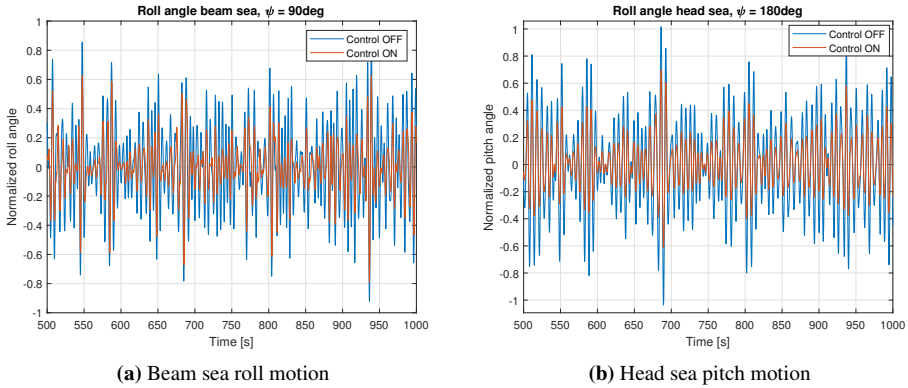 Roll angle beam sea, ψ = 90deg
Control OFF
Control ON
Normalized roll angle
1
0.8
0.6
0.4
0.2
0
-0.2
-0.4
-0.6
-0.8
-1
500 550 600 650 700 750 800 850 900 950 1000
Time [s]
(a) Beam sea roll motion
Roll angle head sea, ψ = 180deg
Control OFF
Control ON
Normalized pitch angle
1
0.8
0.6
0.4
0.2
0
-0.2
-0.4
-0.6
-0.8
-1
500 550 600 650 700 750 800 850 900 950 1000
Time [s]
(b) Head sea pitch motion